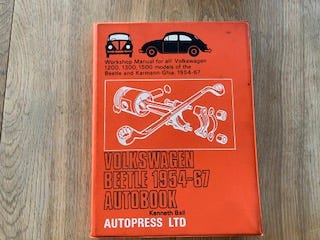 Workshop Manual for all Volkswagen
1200, 1300, 1500 models of the
Beetle and Karmann Ghia 1954-67
VOLKSWAGEN
BEETLE 1954-67
AUTOBOOK
Kenneth Ball
AUTOPRESS LTD